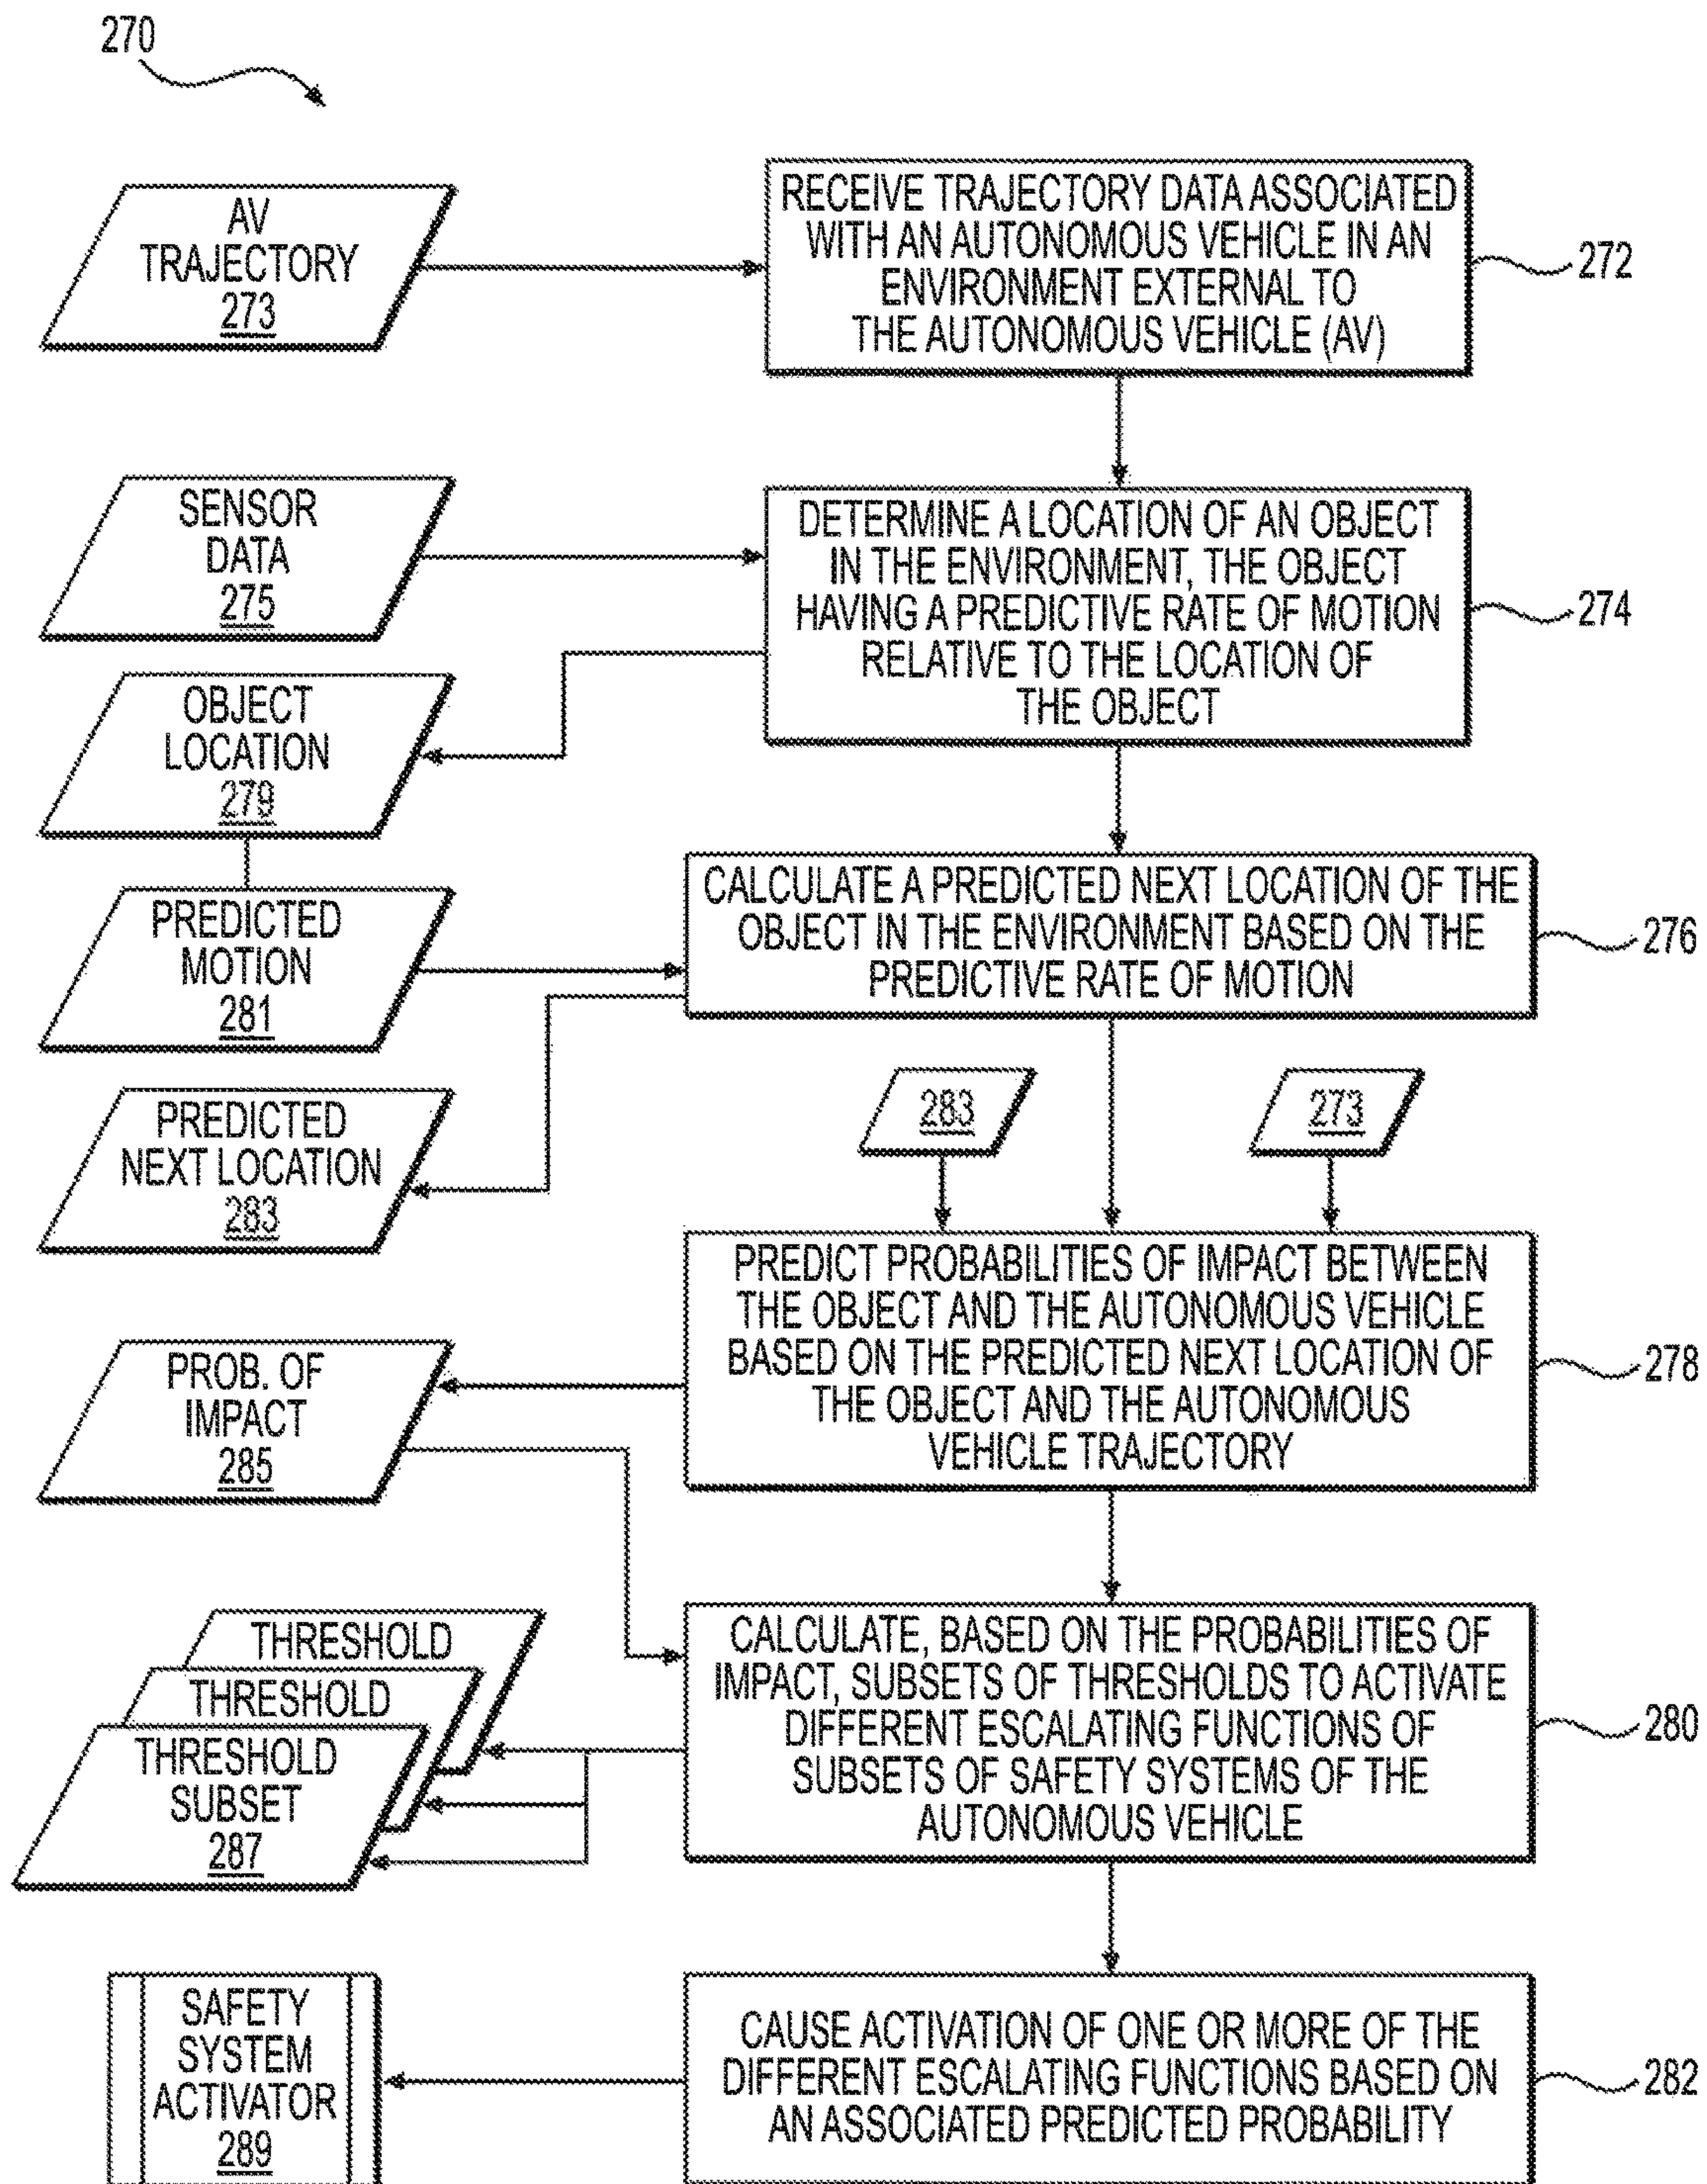 270
AV
TRAJECTORY
273
RECEIVE TRAJECTORY DATA ASSOCIATED
WITH AN AUTONOMOUS VEHICLE IN AN
ENVIRONMENT EXTERNAL TO
THE AUTONOMOUS VEHICLE (AV)
272
SENSOR
DATA
275
DETERMINE A LOCATION OF AN OBJECT
IN THE ENVIRONMENT, THE OBJECT
HAVING A PREDICTIVE RATE OF MOTION
RELATIVE TO THE LOCATION OF
THE OBJECT
274
OBJECT
LOCATION
279
PREDICTED
MOTION
281
CALCULATE A PREDICTED NEXT LOCATION OF THE
OBJECT IN THE ENVIRONMENT BASED ON THE
PREDICTIVE RATE OF MOTION
276
PREDICTED
NEXT LOCATION
283
283
273
PREDICT PROBABILITIES OF IMPACT BETWEEN
THE OBJECT AND THE AUTONOMOUS VEHICLE
BASED ON THE PREDICTED NEXT LOCATION OF
THE OBJECT AND THE AUTONOMOUS
VEHICLE TRAJECTORY
278
PROB. OF
IMPACT
285
THRESHOLD
THRESHOLD
THRESHOLD
SUBSET
287
CALCULATE, BASED ON THE PROBABILITIES OF
IMPACT, SUBSETS OF THRESHOLDS TO ACTIVATE
DIFFERENT ESCALATING FUNCTIONS OF
SUBSETS OF SAFETY SYSTEMS OF THE
AUTONOMOUS VEHICLE
280
SAFETY
SYSTEM
ACTIVATOR
289
CAUSE ACTIVATION OF ONE OR MORE OF THE
DIFFERENT ESCALATING FUNCTIONS BASED ON
AN ASSOCIATED PREDICTED PROBABILITY
282